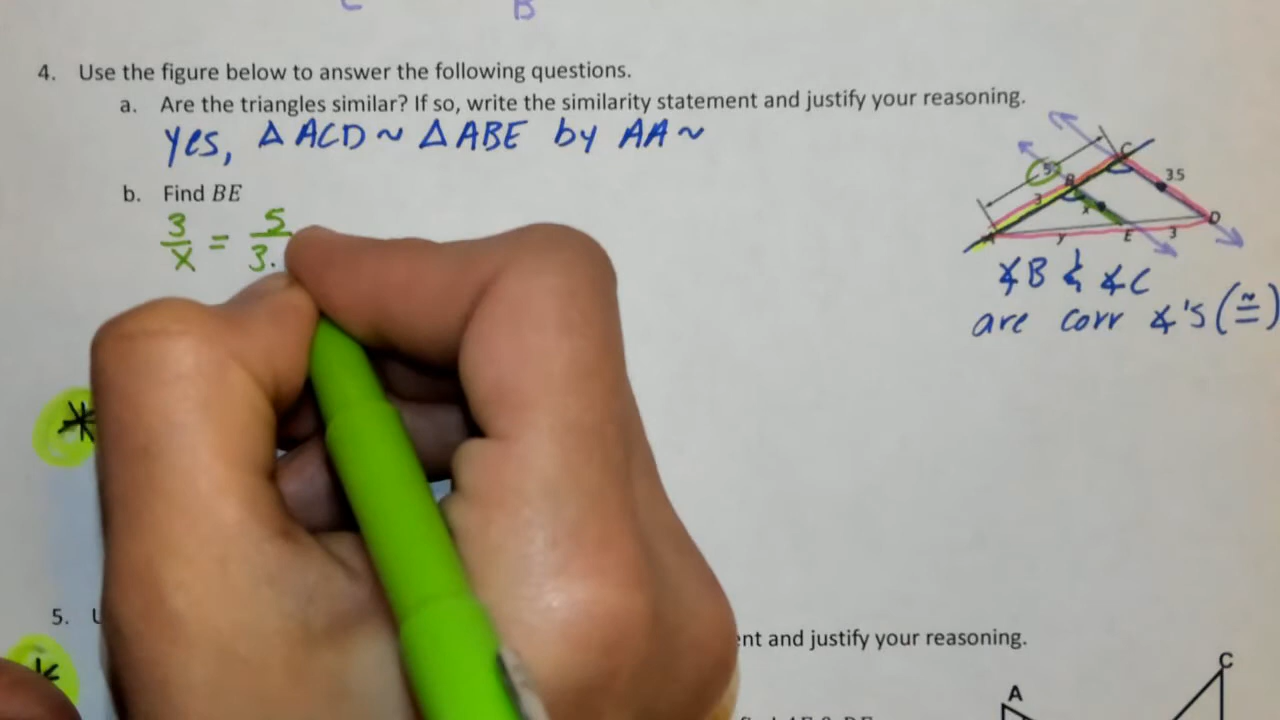 B
4. Use the figure below to answer the following questions.
a. Are the triangles similar? If so, write the similarity statement and justify your reasoning.
yes, △ ACD ~ △ ABE by AA ~
b. Find BE
3/x = 5/3.
C
5
B
3.5
3
x
D
A
y
E
3
∡B & ∡C
are corr ∡'s (≅)
*
5.
nt and justify your reasoning.
C
A